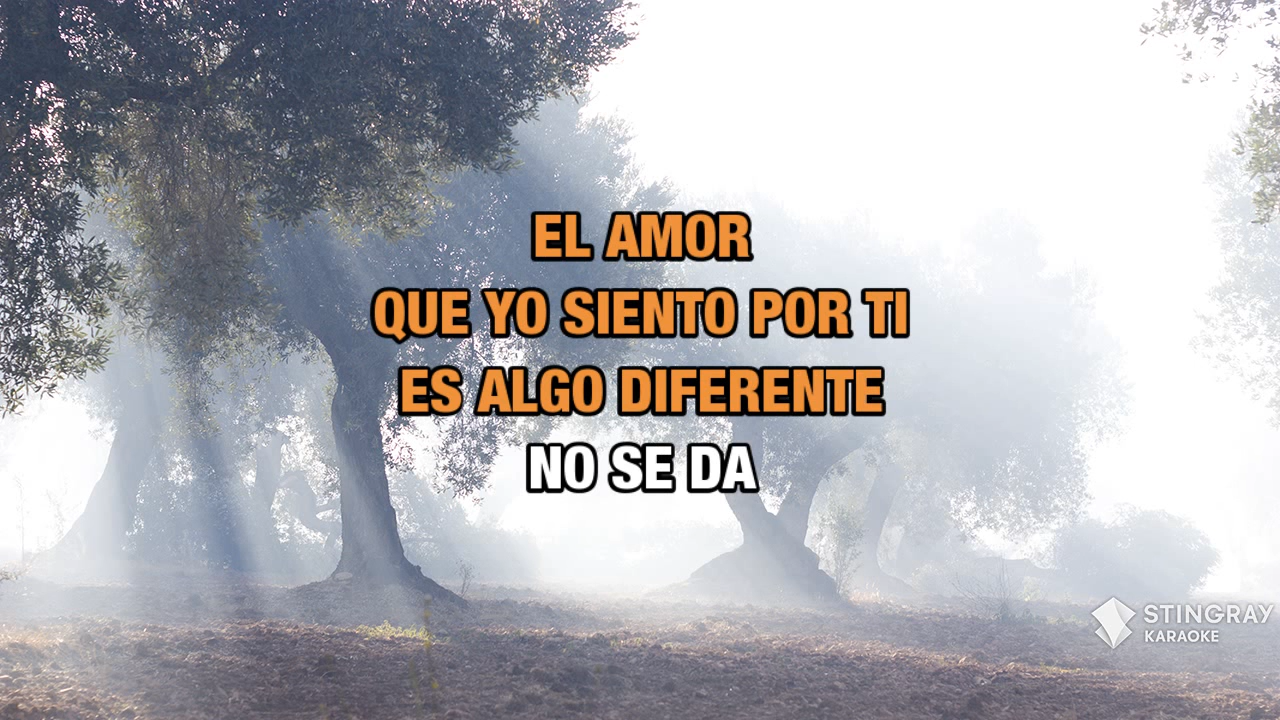 EL AMOR
QUE YO SIENTO POR TI
ES ALGO DIFERENTE
NO SE DA
STINGRAY
KARAOKE